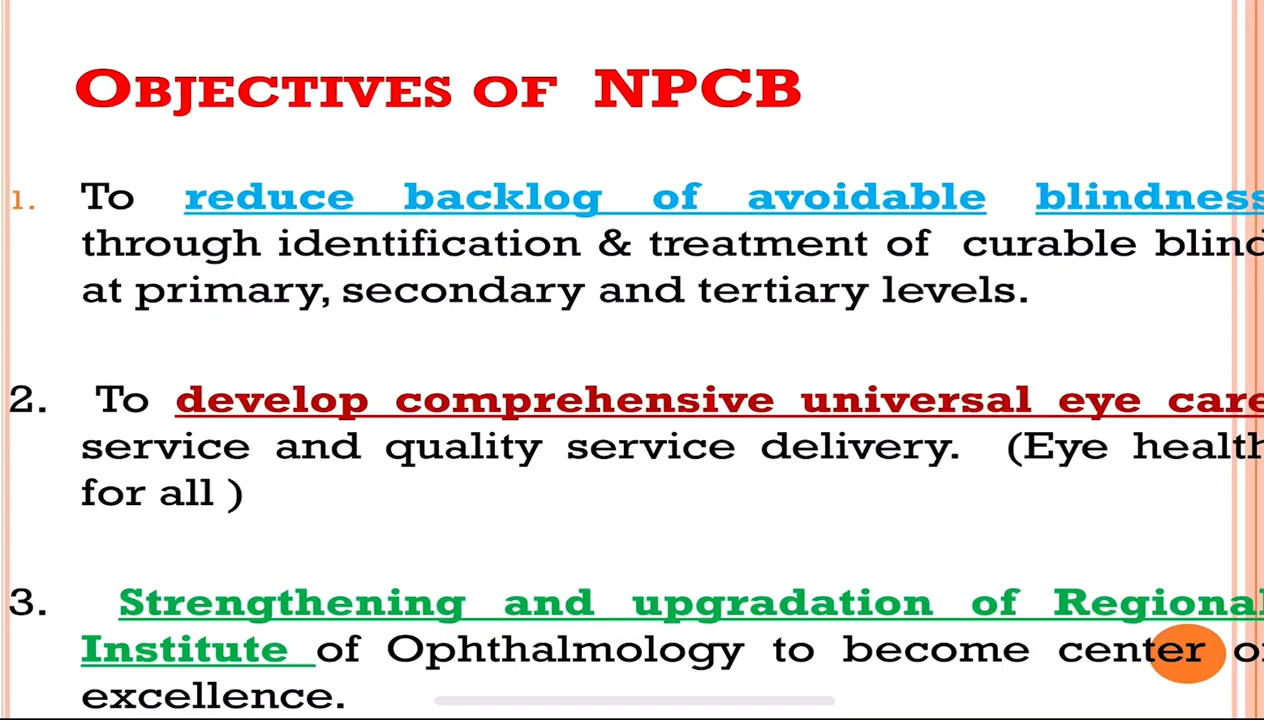 OBJECTIVES OF NPCB
1. To reduce backlog of avoidable blindness
through identification & treatment of curable blind
at primary, secondary and tertiary levels.
2. To develop comprehensive universal eye care
service and quality service delivery. (Eye health
for all )
3. Strengthening and upgradation of Regional
Institute of Ophthalmology to become center of
excellence.